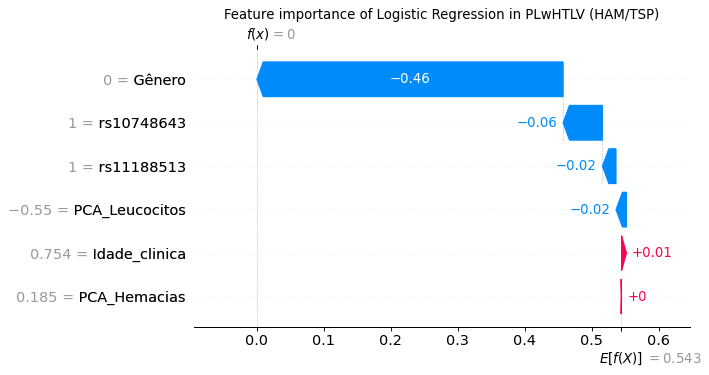 Feature importance of Logistic Regression in PLwHTLV (HAM/TSP)
f(x) = 0
0 = Gênero
−0.46
1 = rs10748643
−0.06
1 = rs11188513
−0.02
−0.55 = PCA_Leucocitos
−0.02
0.754 = Idade_clinica
+0.01
0.185 = PCA_Hemacias
+0
0.0 0.1 0.2 0.3 0.4 0.5 0.6
E[f(X)] = 0.543